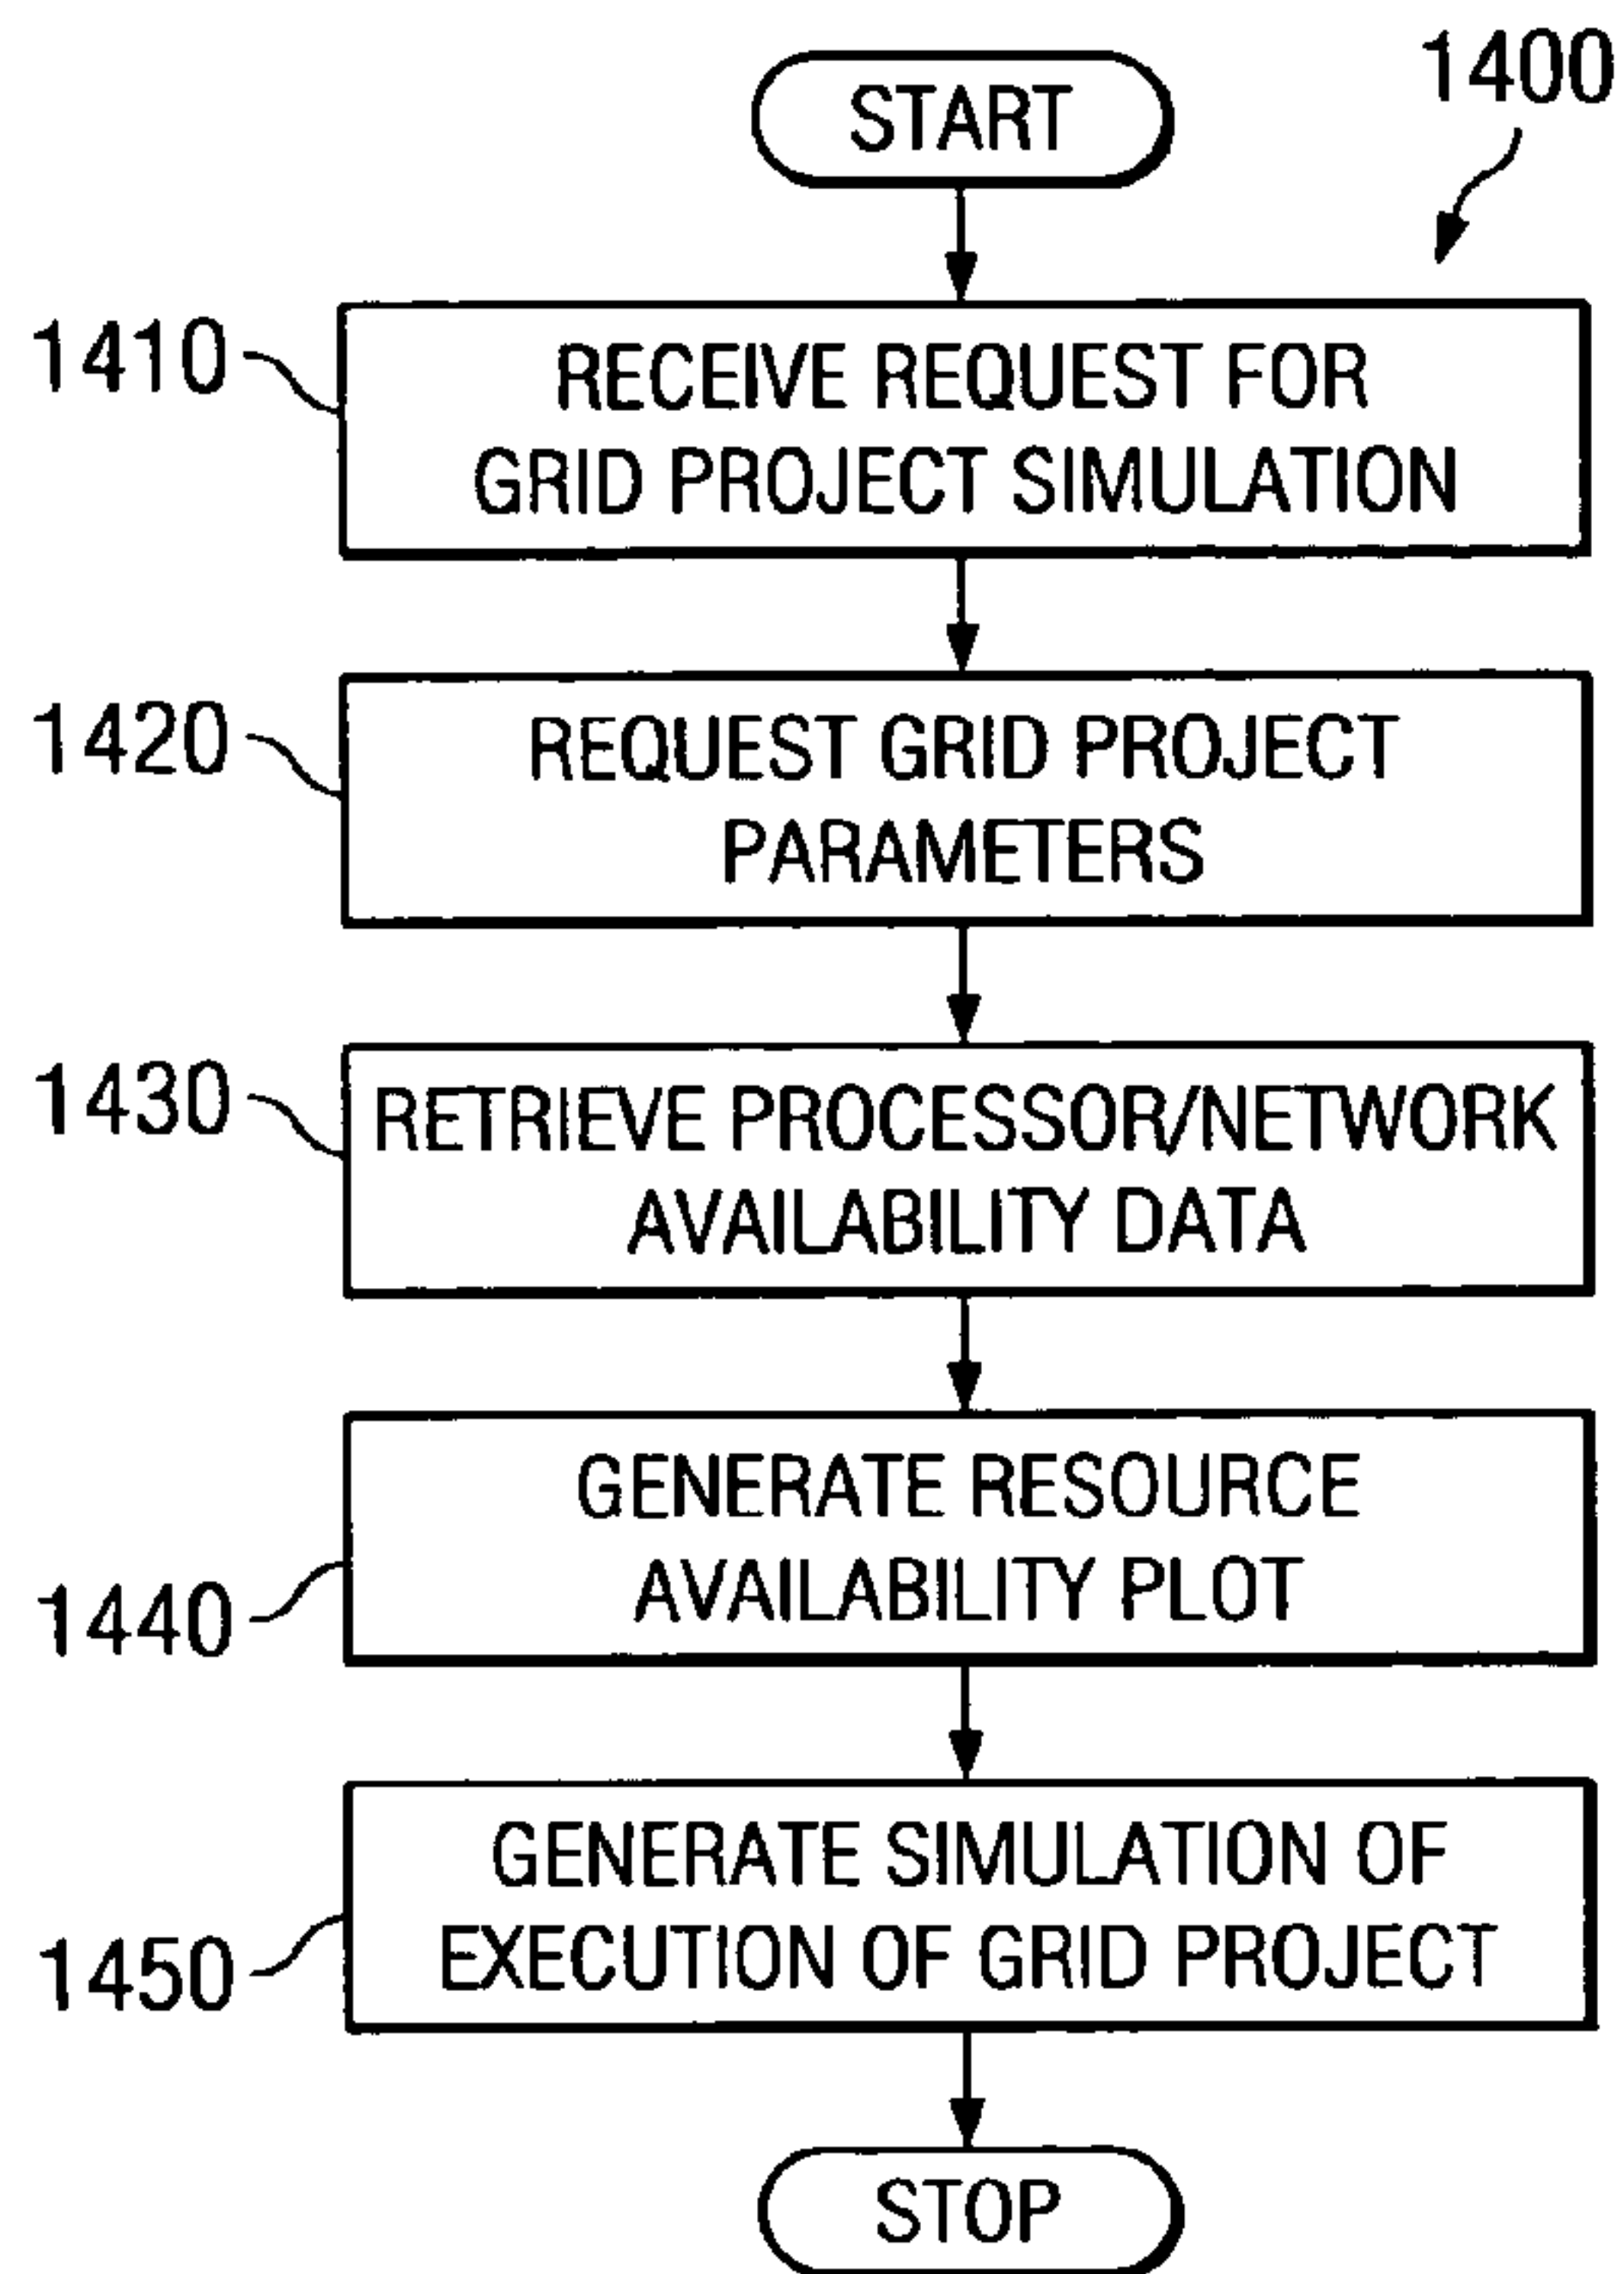 1400
START
1410
RECEIVE REQUEST FOR
GRID PROJECT SIMULATION
1420
REQUEST GRID PROJECT
PARAMETERS
1430
RETRIEVE PROCESSOR/NETWORK
AVAILABILITY DATA
GENERATE RESOURCE
AVAILABILITY PLOT
1440
GENERATE SIMULATION OF
EXECUTION OF GRID PROJECT
1450
STOP